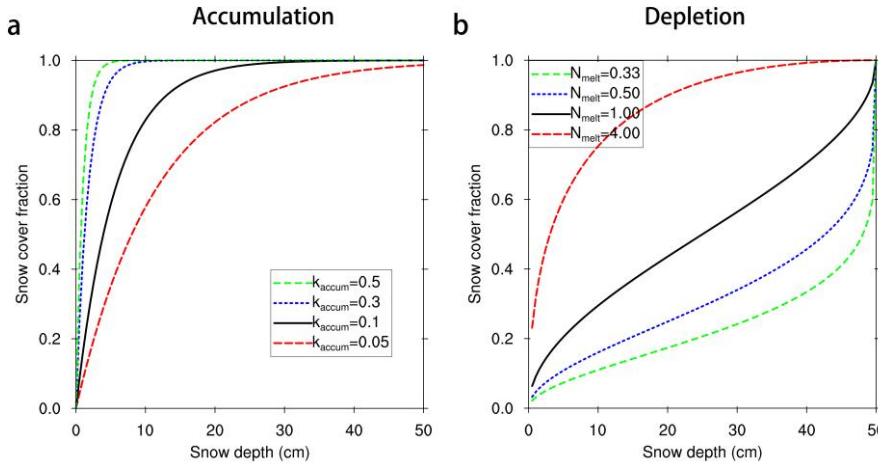 Accumulation
a
1.0
0.8
0.6
0.4
0.2
0.0
Snow cover fraction
k_accum=0.5
k_accum=0.3
k_accum=0.1
k_accum=0.05
0 10 20 30 40 50
Snow depth (cm)
Depletion
b
1.0
0.8
0.6
0.4
0.2
0.0
Snow cover fraction
N_melt=0.33
N_melt=0.50
N_melt=1.00
N_melt=4.00
0 10 20 30 40 50
Snow depth (cm)